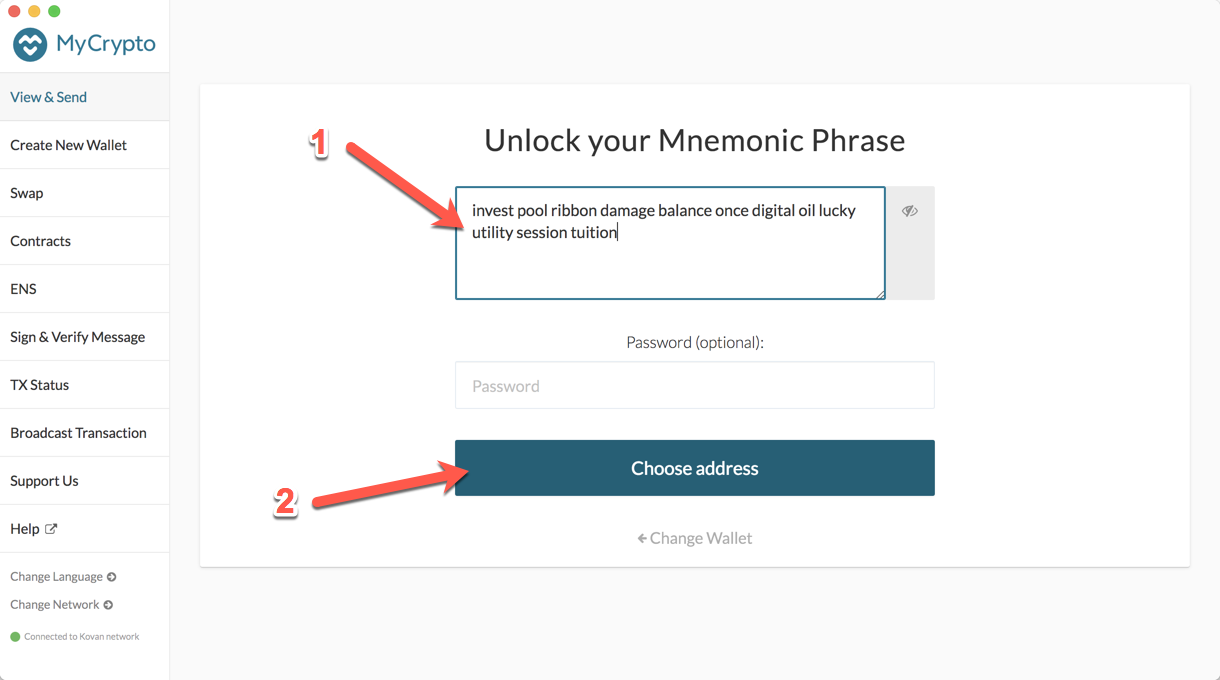 MyCrypto
View & Send
Create New Wallet
Swap
Contracts
ENS
Sign & Verify Message
TX Status
Broadcast Transaction
Support Us
Help
Change Language
Change Network
Connected to Kovan network
Unlock your Mnemonic Phrase
1
invest pool ribbon damage balance once digital oil lucky
utility session tuition
Password (optional):
Password
2
Choose address
Change Wallet